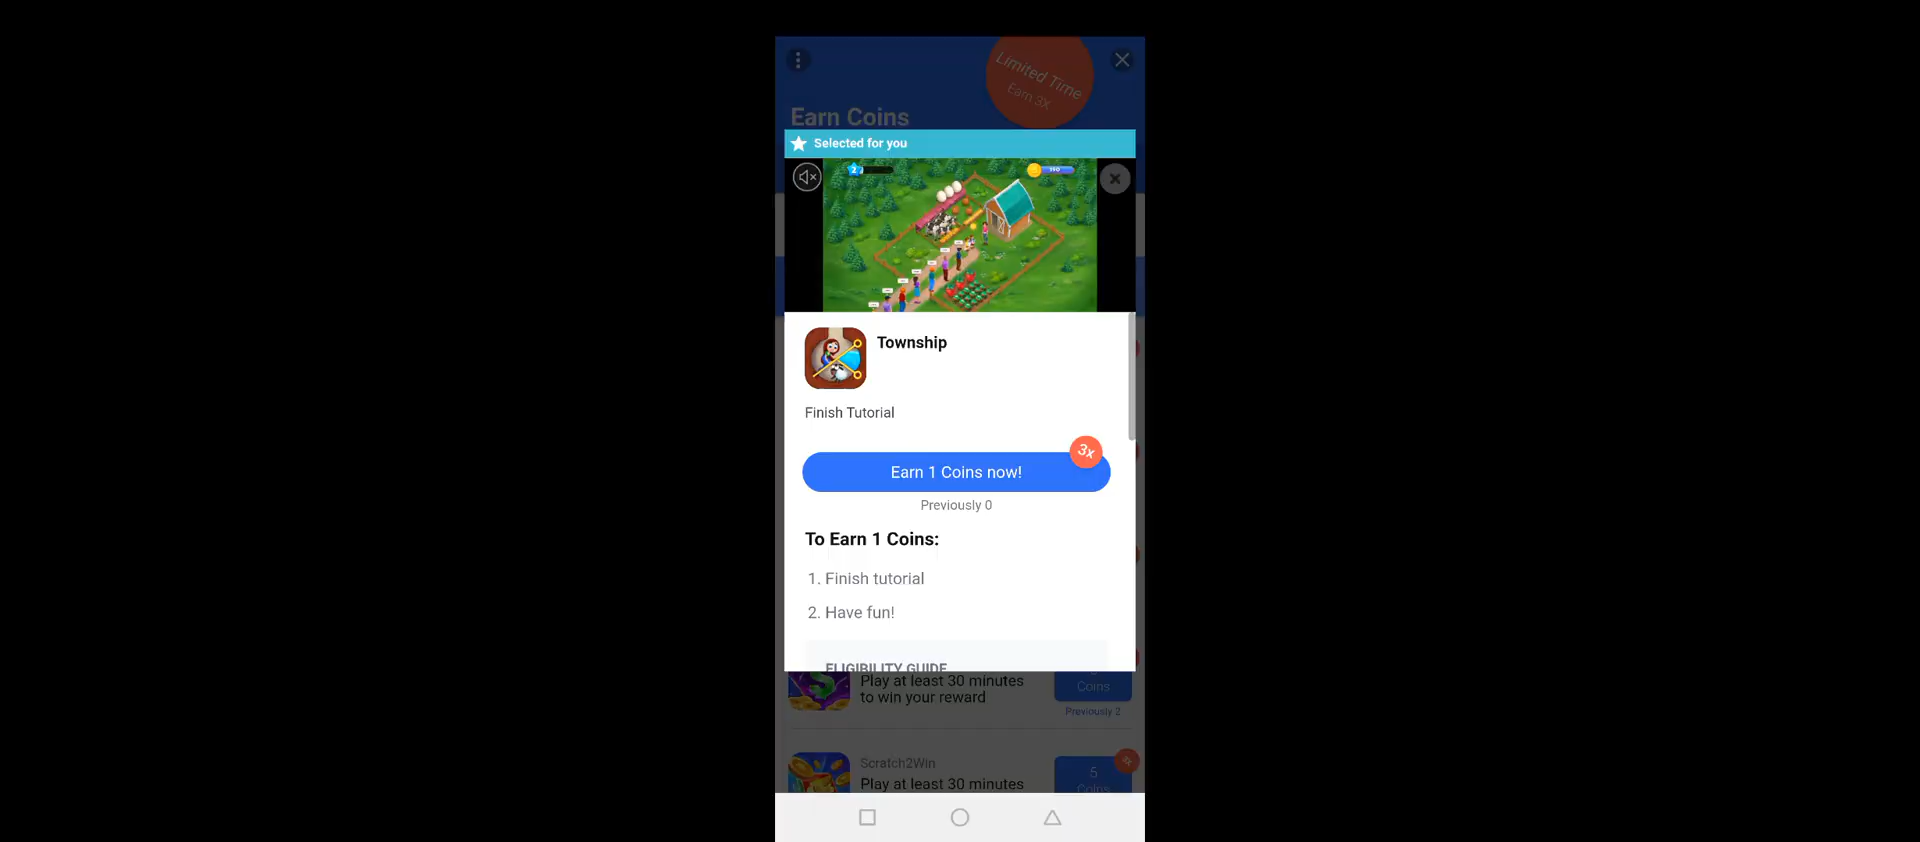 Limited Time
Earn 3X
Earn Coins
Selected for you
2
190
Township
Finish Tutorial
3x
Earn 1 Coins now!
Previously 0
To Earn 1 Coins:
1. Finish tutorial
2. Have fun!
ELIGIBILITY GUIDE
Play at least 30 minutes
to win your reward
Coins
Previously 2
Scratch2Win
Play at least 30 minutes
5
Coins